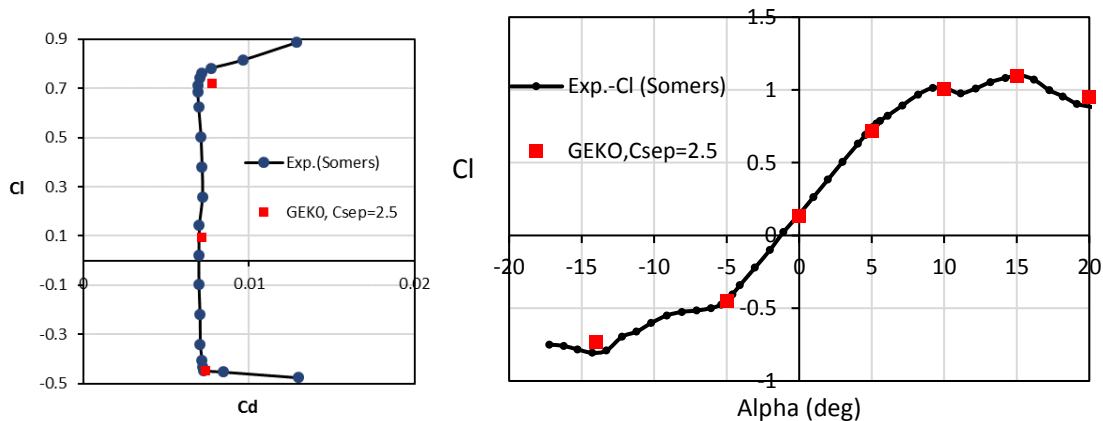 0.9
0.7
0.5
0.3
0.1
-0.1
-0.3
-0.5
Cl
0
0.01
0.02
Cd
Exp.(Somers)
GEK0, Csep=2.5
1.5
1
0.5
0
-0.5
-1
Cl
-20 -15 -10 -5 0 5 10 15 20
Alpha (deg)
Exp.-Cl (Somers)
GEKO,Csep=2.5